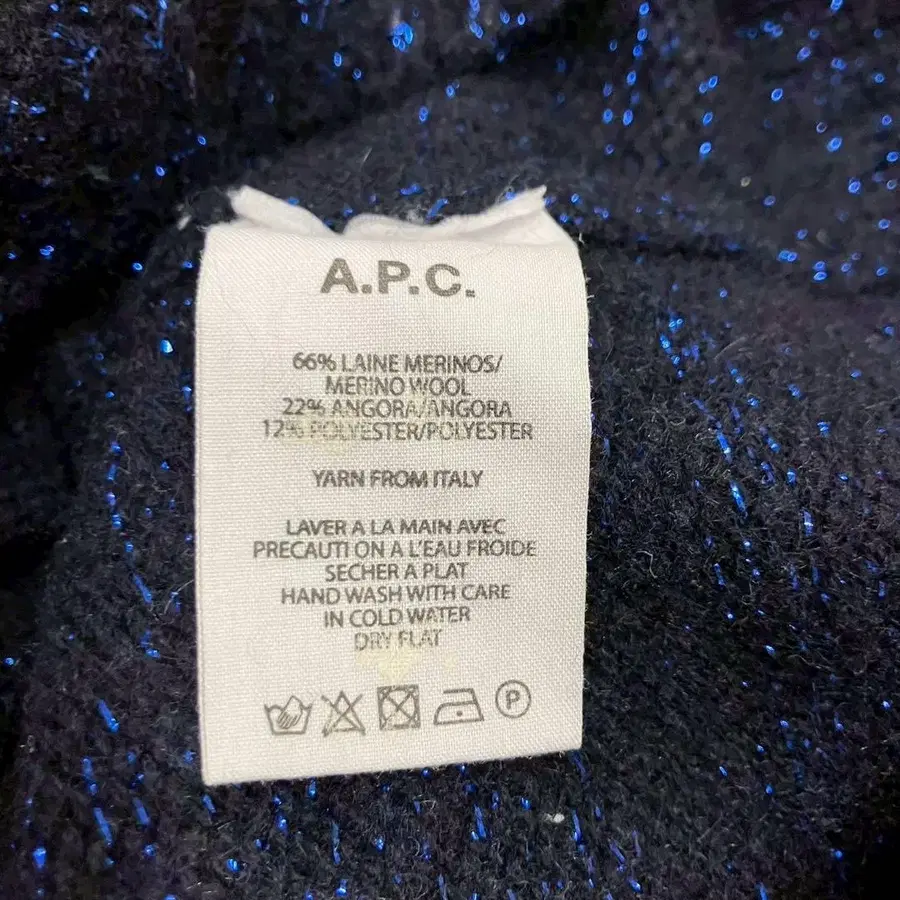 A.P.C.
66% LAINE MERINOS/
MERINO WOOL
22% ANGORA/ANGORA
12% POLYESTER/POLYESTER
YARN FROM ITALY
LAVER A LA MAIN AVEC
PRECAUTI ON A L'EAU FROIDE
SECHER A PLAT
HAND WASH WITH CARE
IN COLD WATER
DRY FLAT
P